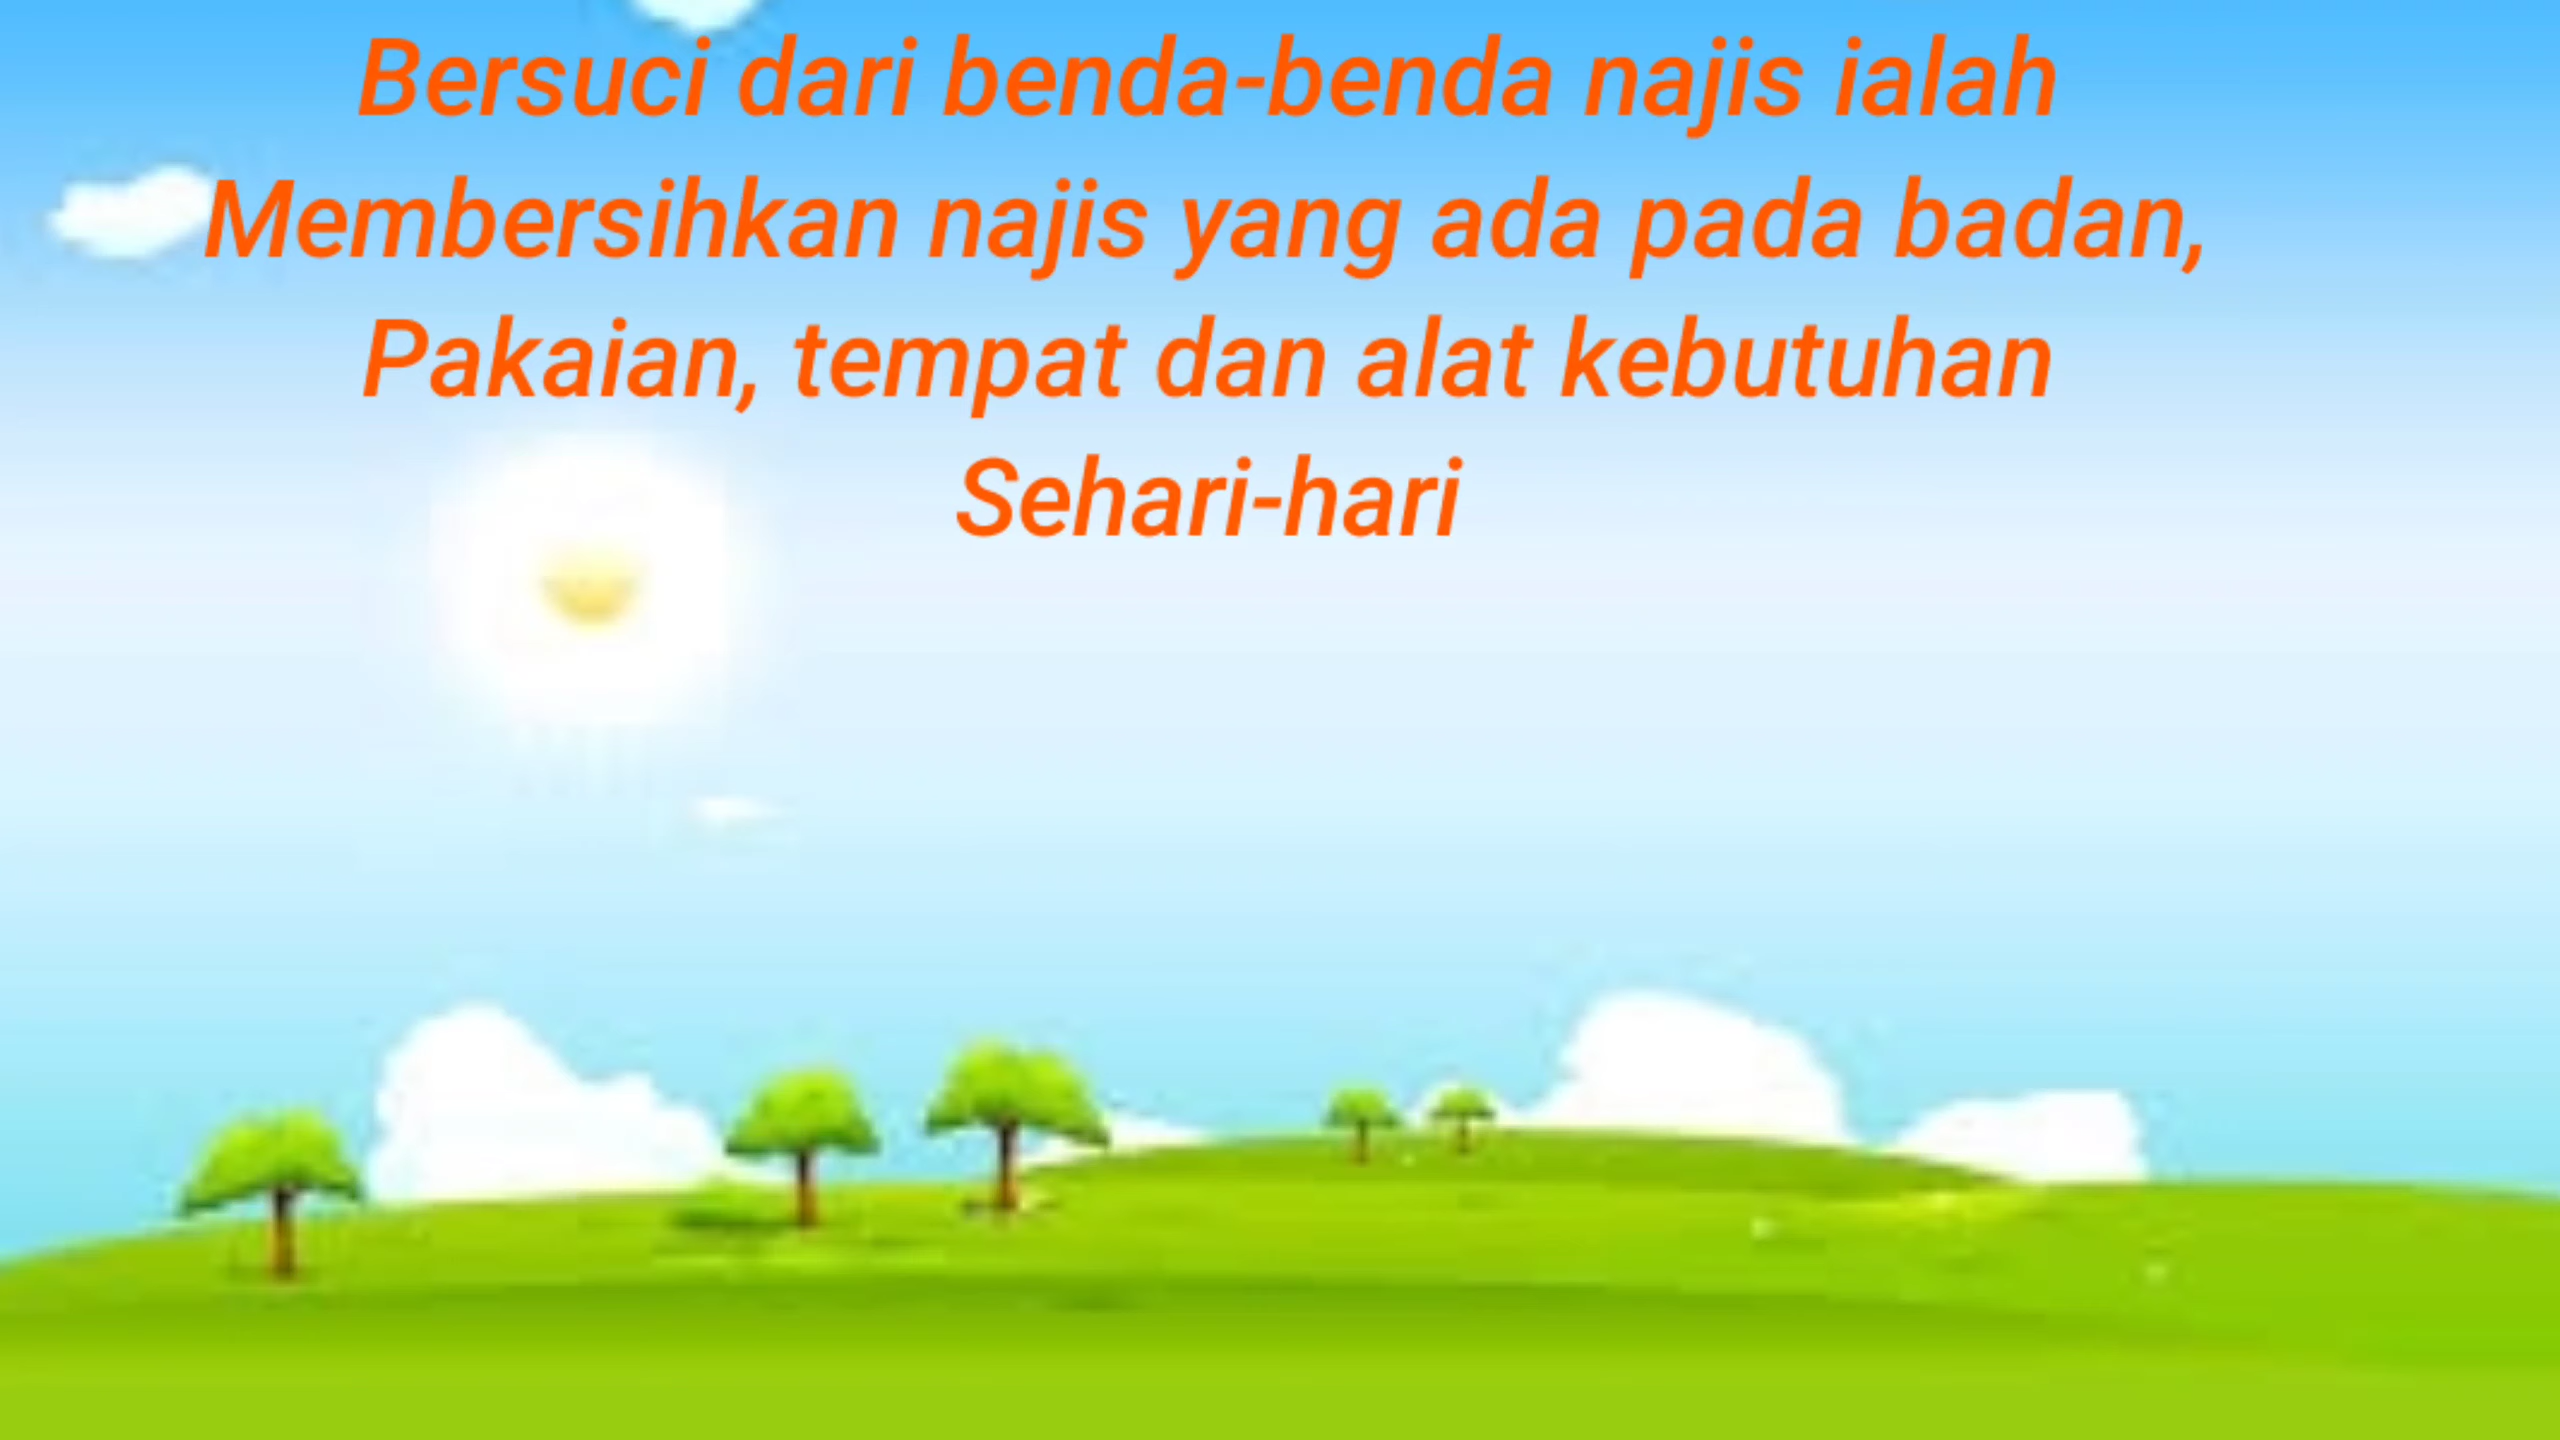 Bersuci dari benda-benda najis ialah
Membersihkan najis yang ada pada badan,
Pakaian, tempat dan alat kebutuhan
Sehari-hari